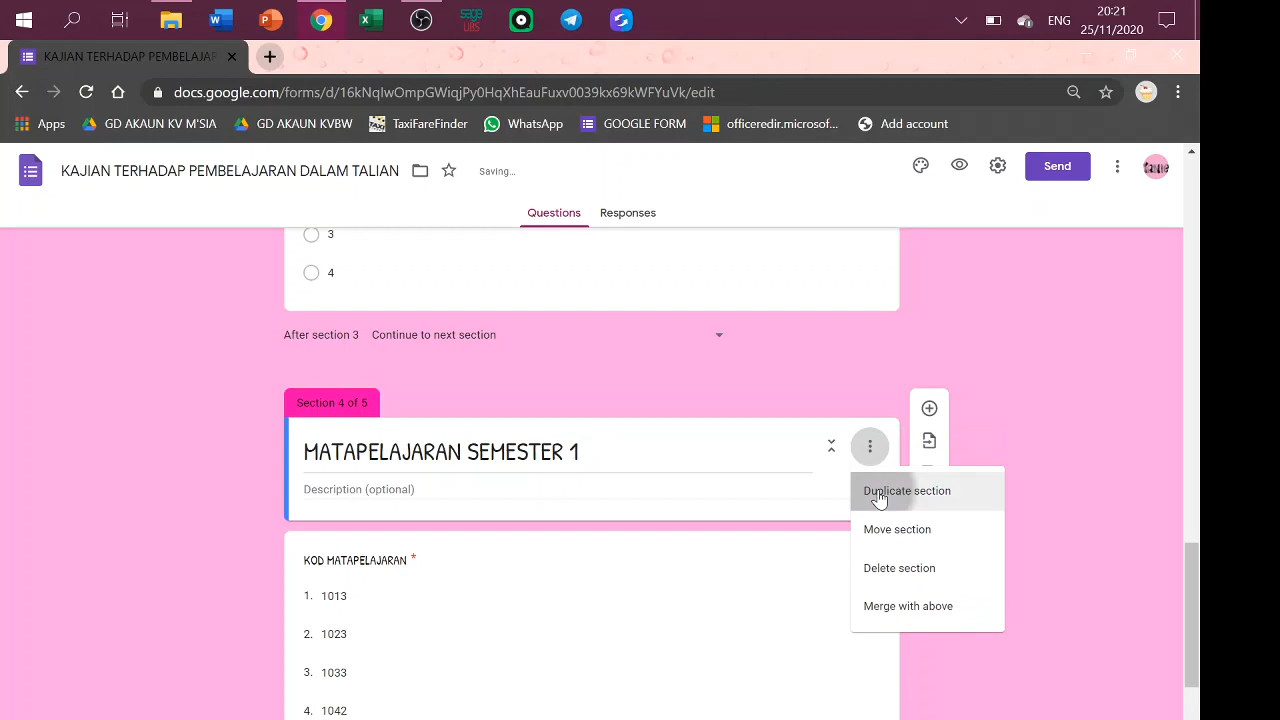 20:21
ENG
25/11/2020
sage
UBS
KAJIAN TERHADAP PEMBELAJAR
docs.google.com/forms/d/16kNqlwOmpGWiqjPy0HqXhEauFuxv0039kx69kWFYuVk/edit
Apps
GD AKAUN KV M'SIA
GD AKAUN KVBW
TaxiFareFinder
WhatsApp
GOOGLE FORM
officeredir.microsof...
Add account
KAJIAN TERHADAP PEMBELAJARAN DALAM TALIAN
Saving...
Send
Questions
Responses
3
4
After section 3
Continue to next section
Section 4 of 5
MATAPELAJARAN SEMESTER 1
Description (optional)
Duplicate section
Move section
Delete section
Merge with above
KOD MATAPELAJARAN *
1. 1013
2. 1023
3. 1033
4. 1042